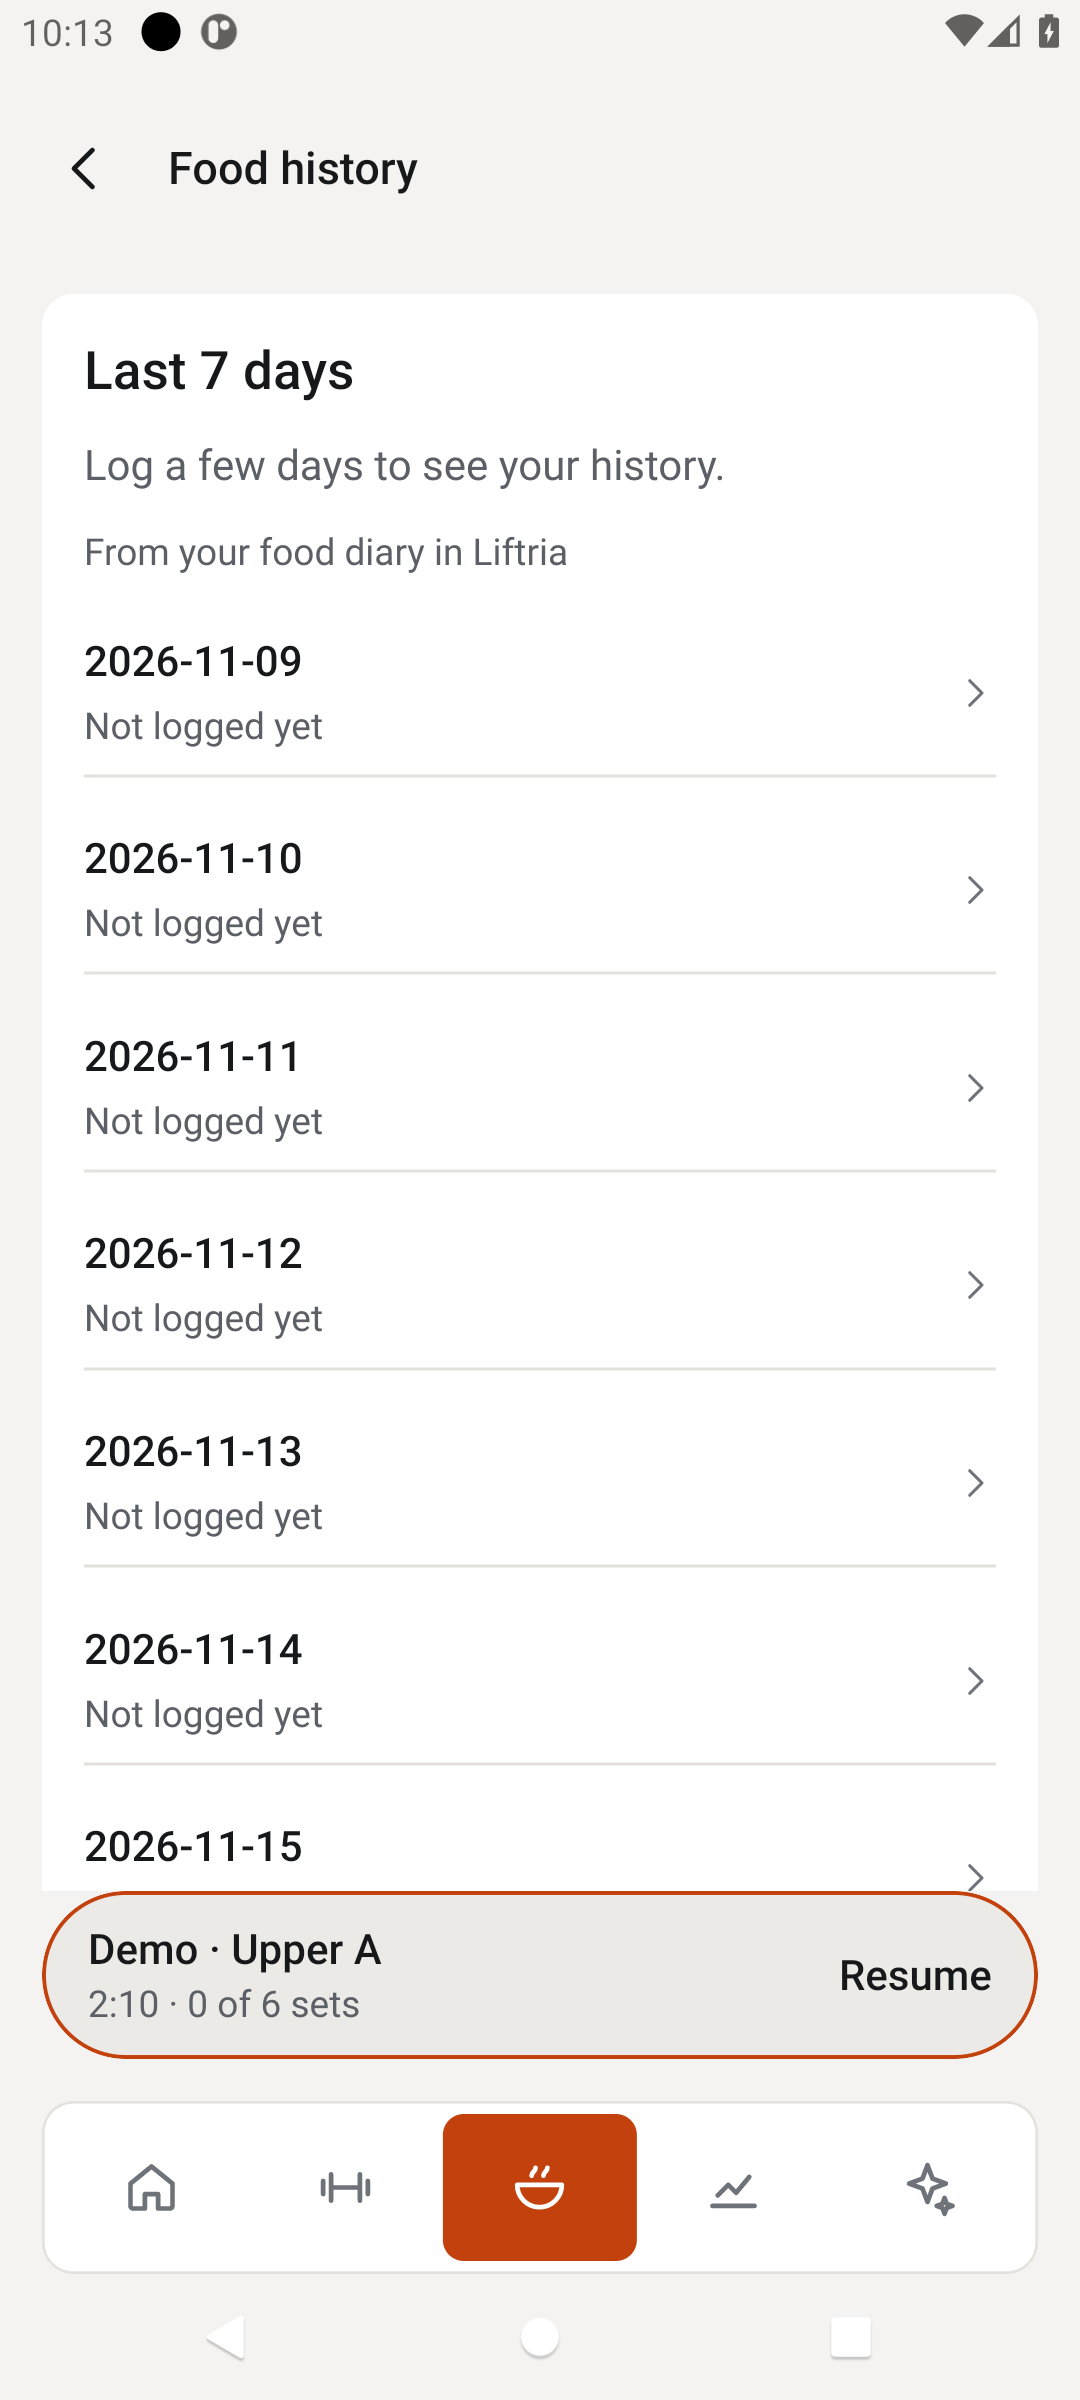 10:13
Food history
Last 7 days
Log a few days to see your history.
From your food diary in Liftria
2026-11-09
Not logged yet
2026-11-10
Not logged yet
2026-11-11
Not logged yet
2026-11-12
Not logged yet
2026-11-13
Not logged yet
2026-11-14
Not logged yet
2026-11-15
Demo · Upper A
2:10 · 0 of 6 sets
Resume